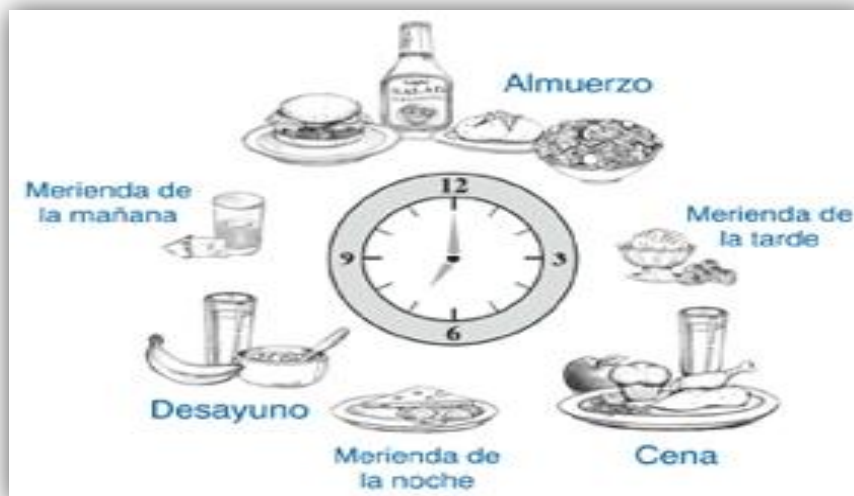 Almuerzo
SALAD
Merienda de
la mañana
Merienda de
la tarde
12
9
3
6
Desayuno
Merienda de
la noche
Cena